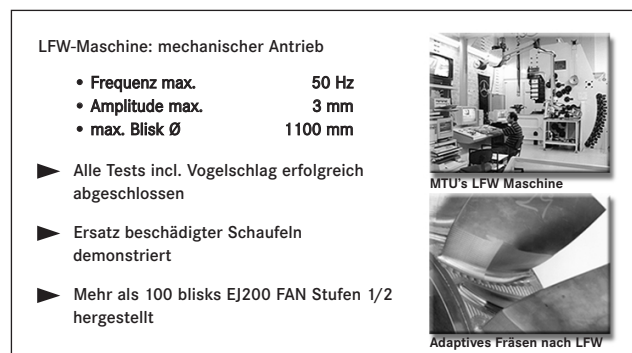 LFW-Maschine: mechanischer Antrieb
• Frequenz max. 50 Hz
• Amplitude max. 3 mm
• max. Blisk Ø 1100 mm
Alle Tests incl. Vogelschlag erfolgreich
abgeschlossen
Ersatz beschädigter Schaufeln
demonstriert
Mehr als 100 blisks EJ200 FAN Stufen 1/2
hergestellt
MTU's LFW Maschine
Adaptives Fräsen nach LFW